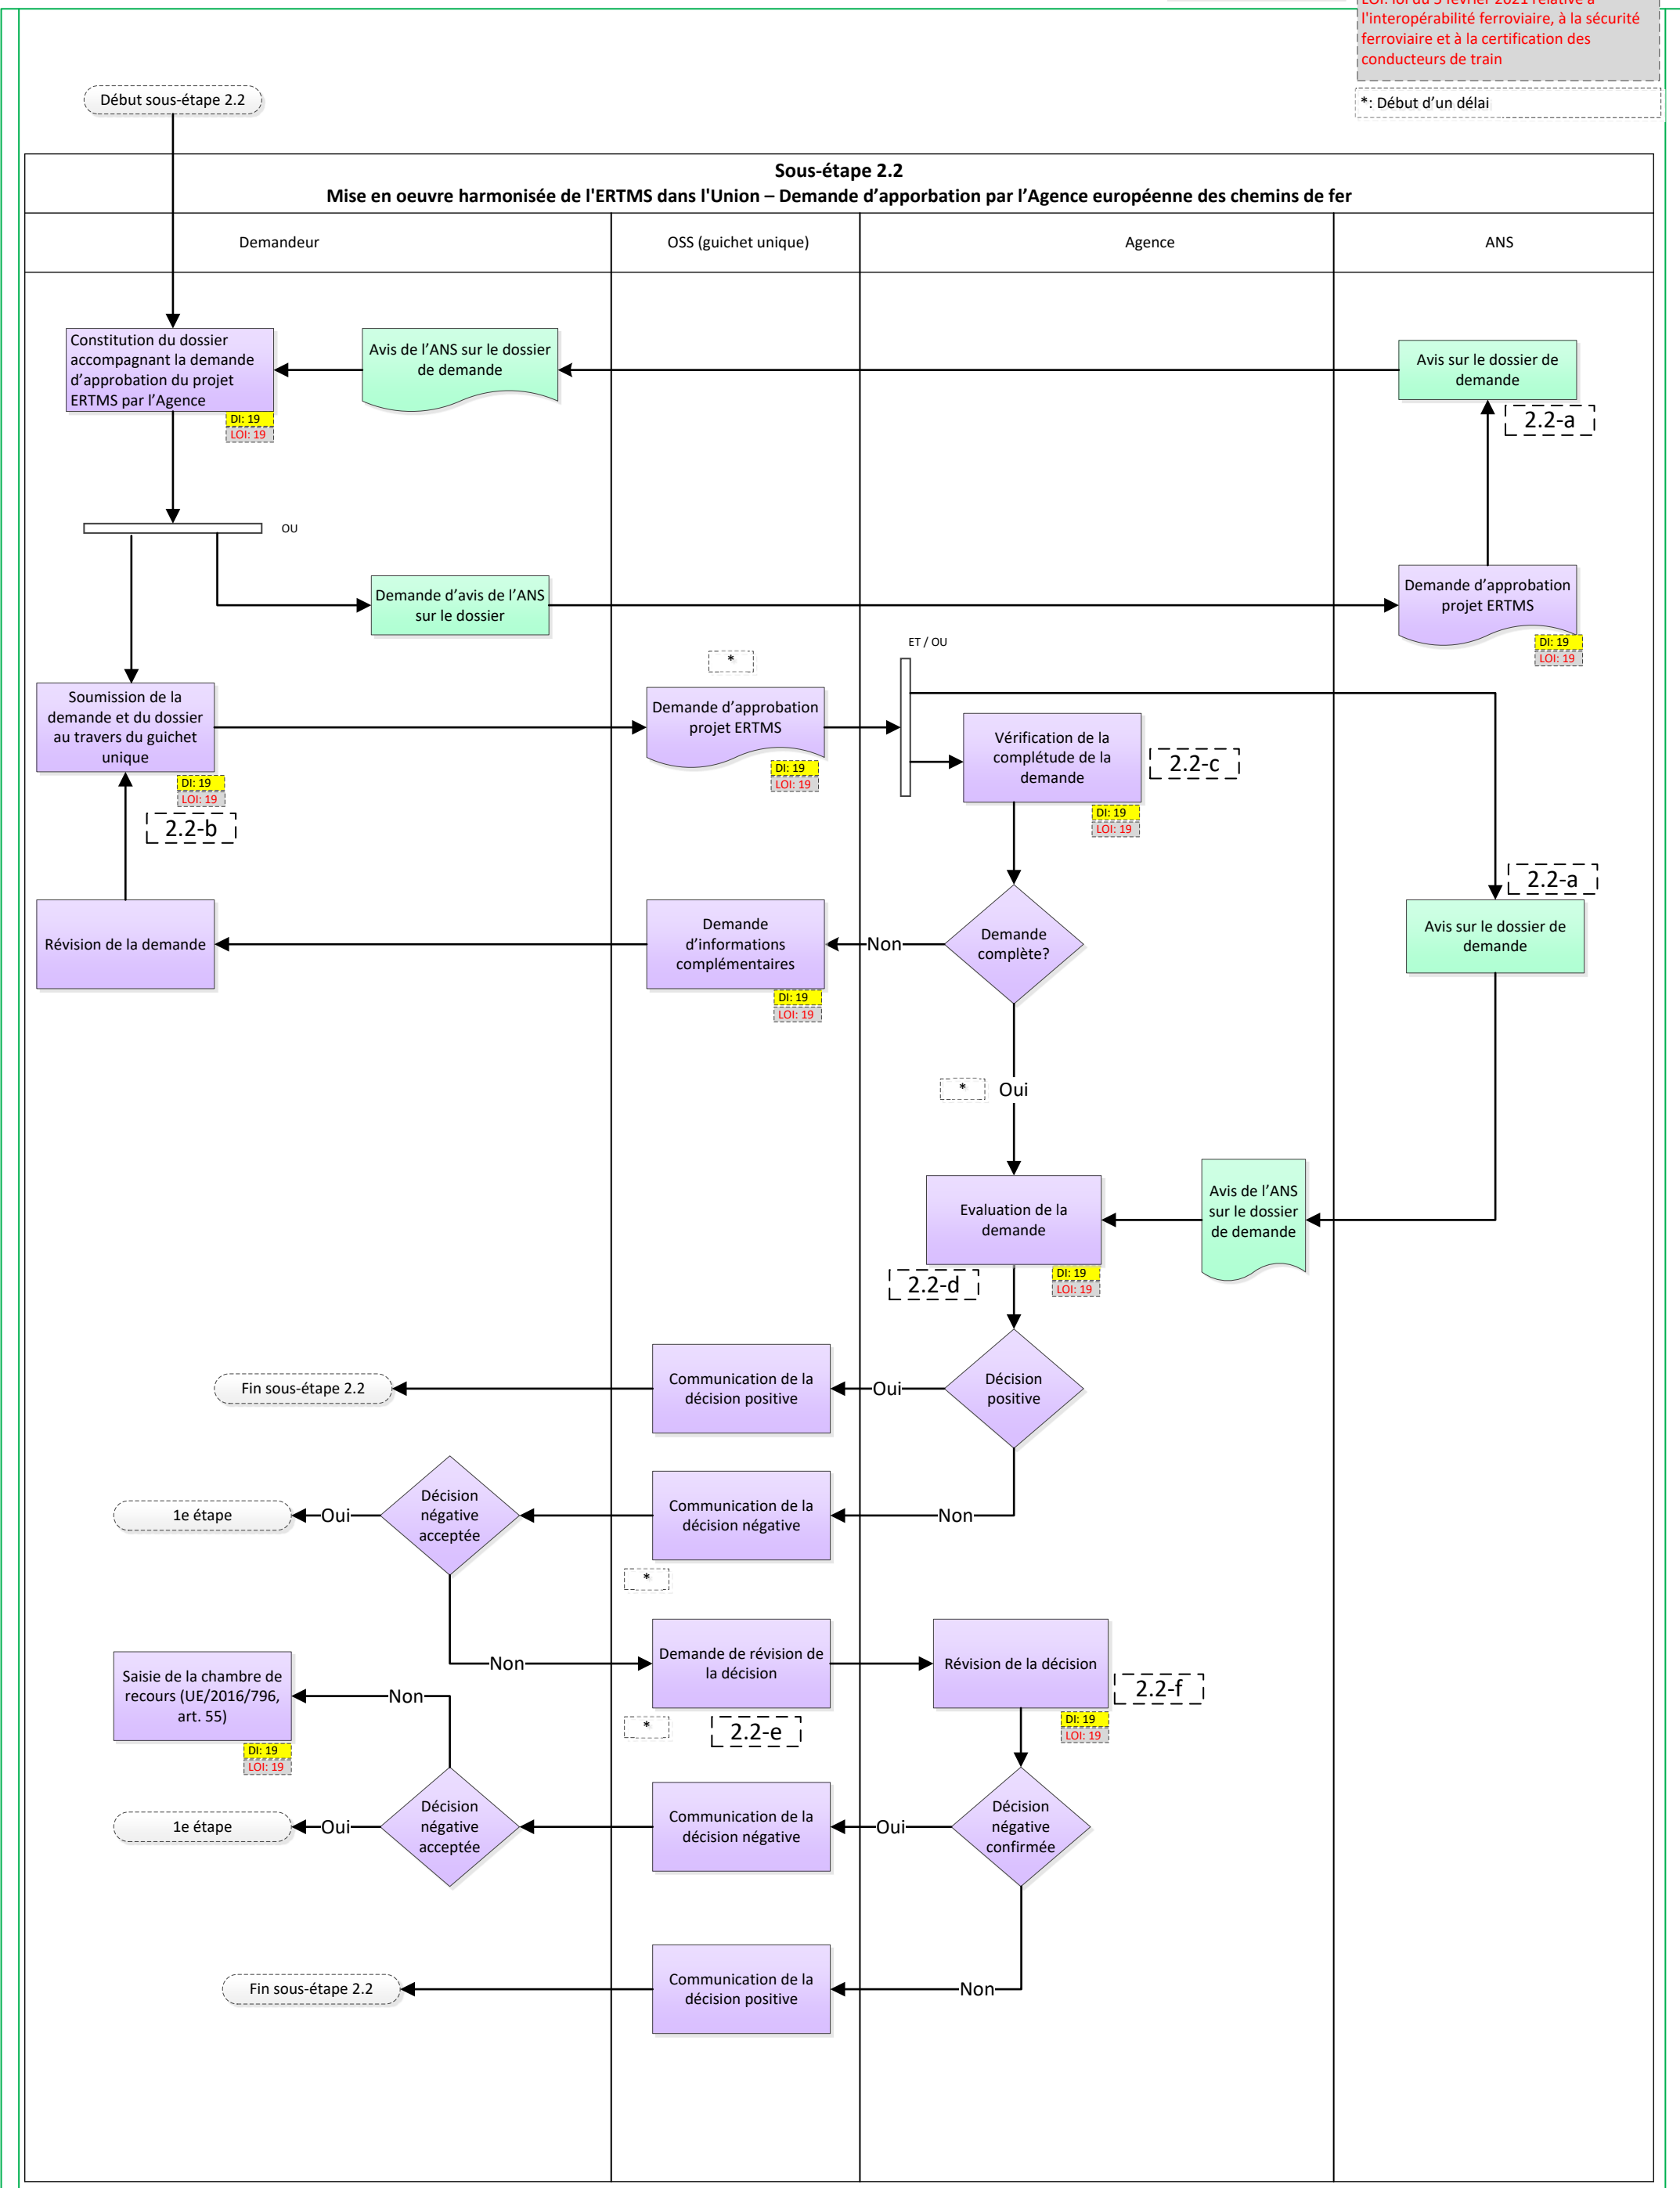 LOI: loi du 5 février 2021 relative à
l'interopérabilité ferroviaire, à la sécurité
ferroviaire et à la certification des
conducteurs de train
*: Début d'un délai
Début sous-étape 2.2
Sous-étape 2.2
Mise en oeuvre harmonisée de l'ERTMS dans l'Union – Demande d'apporbation par l'Agence européenne des chemins de fer
Demandeur
OSS (guichet unique)
Agence
ANS
Constitution du dossier
accompagnant la demande
d'approbation du projet
ERTMS par l'Agence
DI: 19
LOI: 19
Avis de l'ANS sur le dossier
de demande
Avis sur le dossier de
demande
2.2-a
OU
Demande d'avis de l'ANS
sur le dossier
Demande d'approbation
projet ERTMS
DI: 19
LOI: 19
ET / OU
*
Soumission de la
demande et du dossier
au travers du guichet
unique
DI: 19
LOI: 19
2.2-b
Demande d'approbation
projet ERTMS
DI: 19
LOI: 19
Vérification de la
complétude de la
demande
DI: 19
LOI: 19
2.2-c
2.2-a
Révision de la demande
Demande
d'informations
complémentaires
DI: 19
LOI: 19
Non
Demande
complète?
Avis sur le dossier de
demande
*
Oui
Evaluation de la
demande
DI: 19
LOI: 19
2.2-d
Avis de l'ANS
sur le dossier
de demande
Fin sous-étape 2.2
Communication de la
décision positive
Oui
Décision
positive
1e étape
Oui
Décision
négative
acceptée
Communication de la
décision négative
Non
*
Non
Demande de révision de
la décision
*
2.2-e
Révision de la décision
DI: 19
LOI: 19
2.2-f
Saisie de la chambre de
recours (UE/2016/796,
art. 55)
DI: 19
LOI: 19
Non
1e étape
Oui
Décision
négative
acceptée
Communication de la
décision négative
Oui
Décision
négative
confirmée
Fin sous-étape 2.2
Communication de la
décision positive
Non